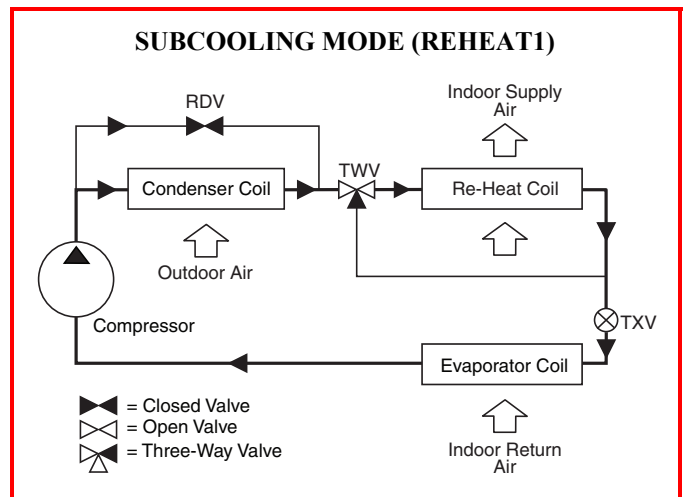 SUBCOOLING MODE (REHEAT1)
RDV
Indoor Supply
Air
TWV
Condenser Coil
Re-Heat Coil
Outdoor Air
Compressor
TXV
Evaporator Coil
= Closed Valve
= Open Valve
= Three-Way Valve
Indoor Return
Air